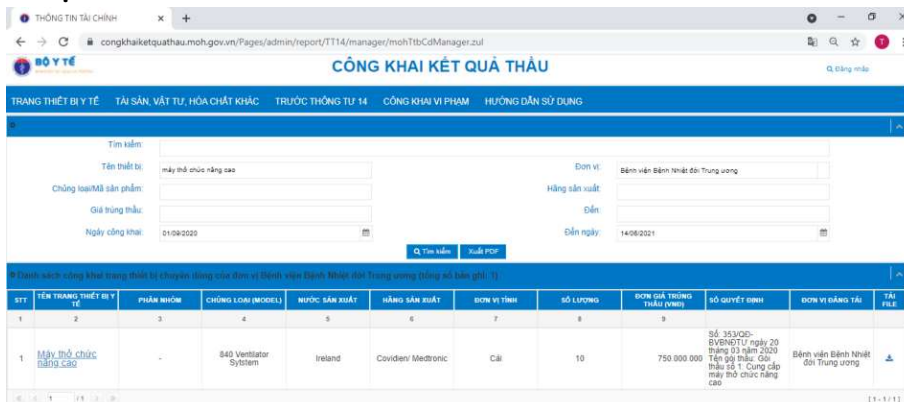 THÔNG TIN TÀI CHÍNH
congkhaiketquathau.moh.gov.vn/Pages/admin/report/TT14/manager/mohTtbCdManager.zul
BỘ Y TẾ
CÔNG KHAI KẾT QUẢ THẦU
Đăng nhập
TRANG THIẾT BỊ Y TẾ TÀI SẢN, VẬT TƯ, HÓA CHẤT KHÁC TRƯỚC THÔNG TƯ 14 CÔNG KHAI VI PHẠM HƯỚNG DẪN SỬ DỤNG
Tìm kiếm:
Tên thiết bị: máy thở chức năng cao Đơn vị: Bệnh viện Bệnh Nhiệt đới Trung ương
Chủng loại/Mã sản phẩm: Hãng sản xuất:
Giá trúng thầu: Đến:
Ngày công khai: 01/09/2020 Đến ngày: 14/06/2021
Tìm kiếm Xuất PDF
Danh sách công khai trang thiết bị chuyên dùng của đơn vị Bệnh viện Bệnh Nhiệt đới Trung ương (tổng số bản ghi: 1)
STT TÊN TRANG THIẾT BỊ Y TẾ PHÂN NHÓM CHỦNG LOẠI (MODEL) NƯỚC SẢN XUẤT HÃNG SẢN XUẤT ĐƠN VỊ TÍNH SỐ LƯỢNG ĐƠN GIÁ TRÚNG THẦU (VNĐ) SỐ QUYẾT ĐỊNH ĐƠN VỊ ĐĂNG TẢI TẢI FILE
1 2 3 4 5 6 7 8 9
1 Máy thở chức năng cao - 840 Ventilator Sytstem Ireland Covidien/ Medtronic Cái 10 750.000.000 Số: 353/QĐ-BVBNĐTƯ ngày 20 tháng 03 năm 2020 Tên gói thầu: Gói thầu số 1: Cung cấp máy thở chức năng cao Bệnh viện Bệnh Nhiệt đới Trung ương
1 /1 [1-1/1]